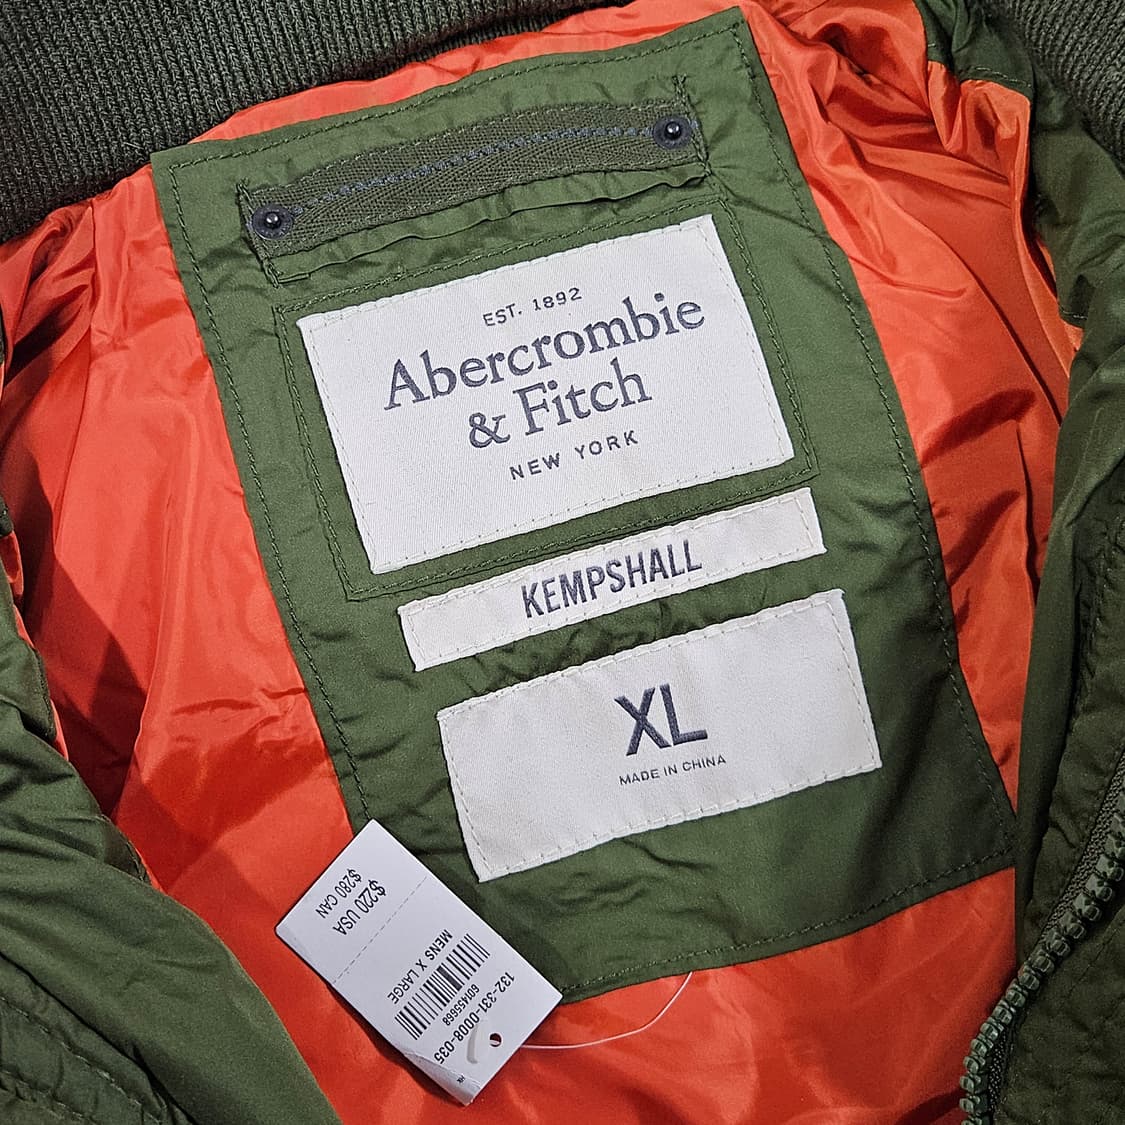 EST. 1892
Abercrombie
& Fitch
NEW YORK
KEMPSHALL
XL
MADE IN CHINA
$280 CAN
$220 USA
MENS X LARGE
601455668
132-331-0008-035